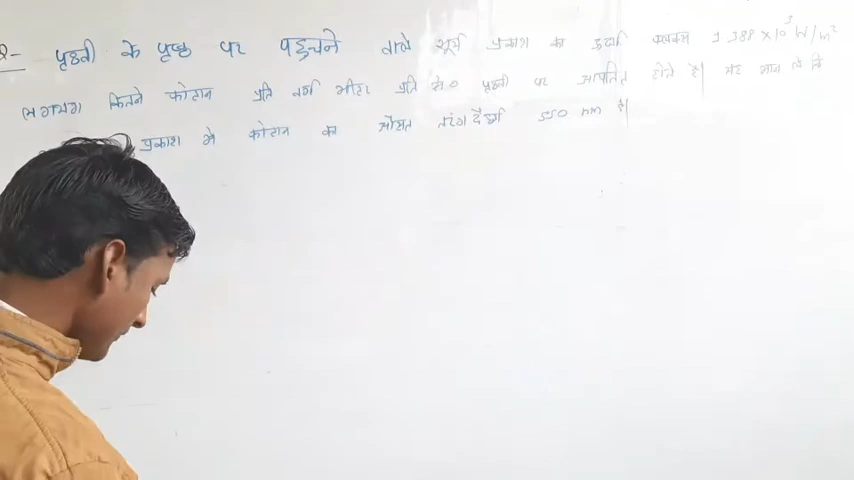 Q- पृथ्वी के पृष्ठ पर पहुचने वाले सूर्य प्रकाश का ऊर्जा फ्लक्स 1.388 × 10³ W/m²
लगभग कितने फोटान प्रति वर्ग मीटर प्रति से० पृथ्वी पर आपतित होते है| यह मान ले कि
प्रकाश मे फोटान का औसत तरंगदैर्ध्य 550 nm है|